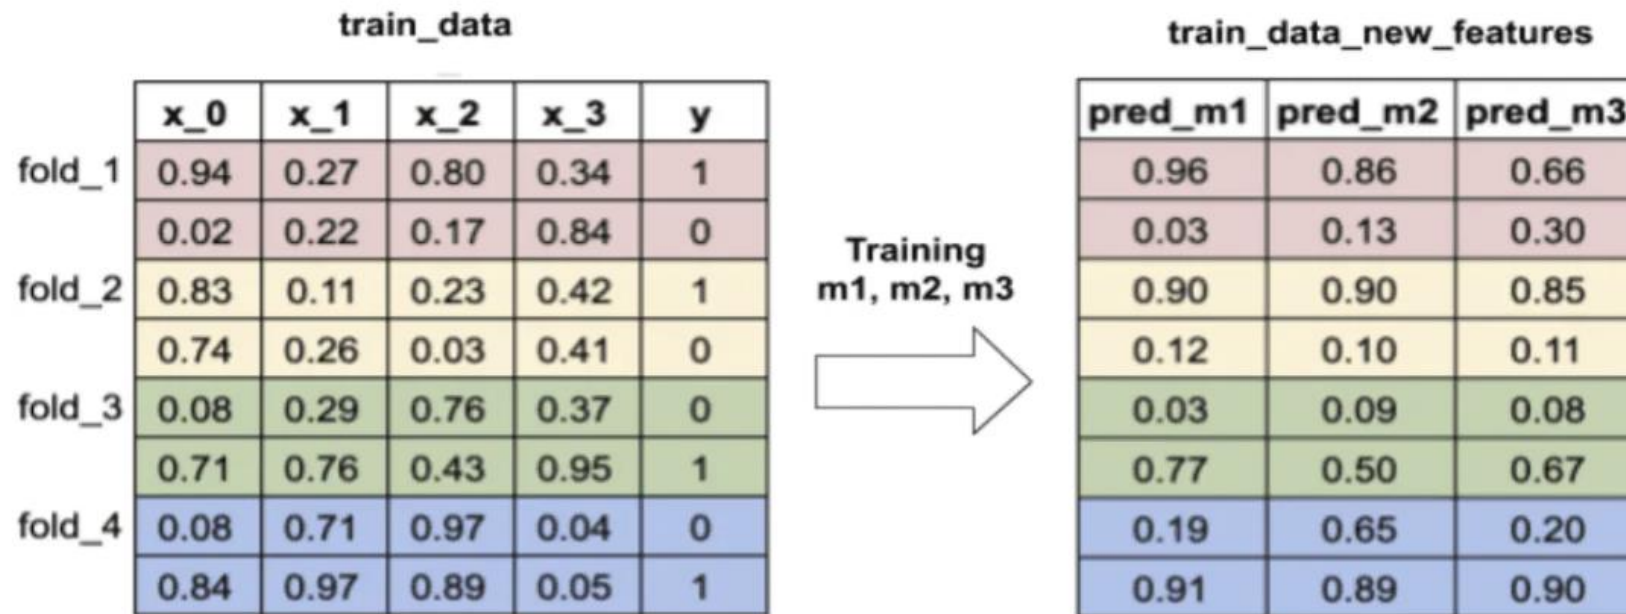 train_data
train_data_new_features
x_0 x_1 x_2 x_3 y
pred_m1 pred_m2 pred_m3
fold_1 0.94 0.27 0.80 0.34 1
0.96 0.86 0.66
0.02 0.22 0.17 0.84 0
0.03 0.13 0.30
fold_2 0.83 0.11 0.23 0.42 1
0.90 0.90 0.85
0.74 0.26 0.03 0.41 0
0.12 0.10 0.11
fold_3 0.08 0.29 0.76 0.37 0
0.03 0.09 0.08
0.71 0.76 0.43 0.95 1
0.77 0.50 0.67
fold_4 0.08 0.71 0.97 0.04 0
0.19 0.65 0.20
0.84 0.97 0.89 0.05 1
0.91 0.89 0.90
Training
m1, m2, m3